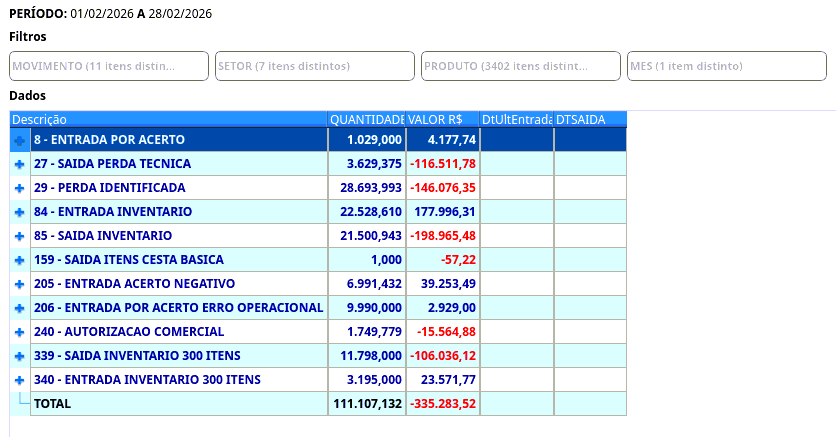 PERÍODO: 01/02/2026 A 28/02/2026
Filtros
MOVIMENTO (11 itens distin... SETOR (7 itens distintos) PRODUTO (3402 itens distint... MES (1 item distinto)
Dados
Descrição QUANTIDADE VALOR R$ DtUltEntrada DTSAIDA
8 - ENTRADA POR ACERTO 1.029,000 4.177,74
27 - SAIDA PERDA TECNICA 3.629,375 -116.511,78
29 - PERDA IDENTIFICADA 28.693,993 -146.076,35
84 - ENTRADA INVENTARIO 22.528,610 177.996,31
85 - SAIDA INVENTARIO 21.500,943 -198.965,48
159 - SAIDA ITENS CESTA BASICA 1,000 -57,22
205 - ENTRADA ACERTO NEGATIVO 6.991,432 39.253,49
206 - ENTRADA POR ACERTO ERRO OPERACIONAL 9.990,000 2.929,00
240 - AUTORIZACAO COMERCIAL 1.749,779 -15.564,88
339 - SAIDA INVENTARIO 300 ITENS 11.798,000 -106.036,12
340 - ENTRADA INVENTARIO 300 ITENS 3.195,000 23.571,77
TOTAL 111.107,132 -335.283,52